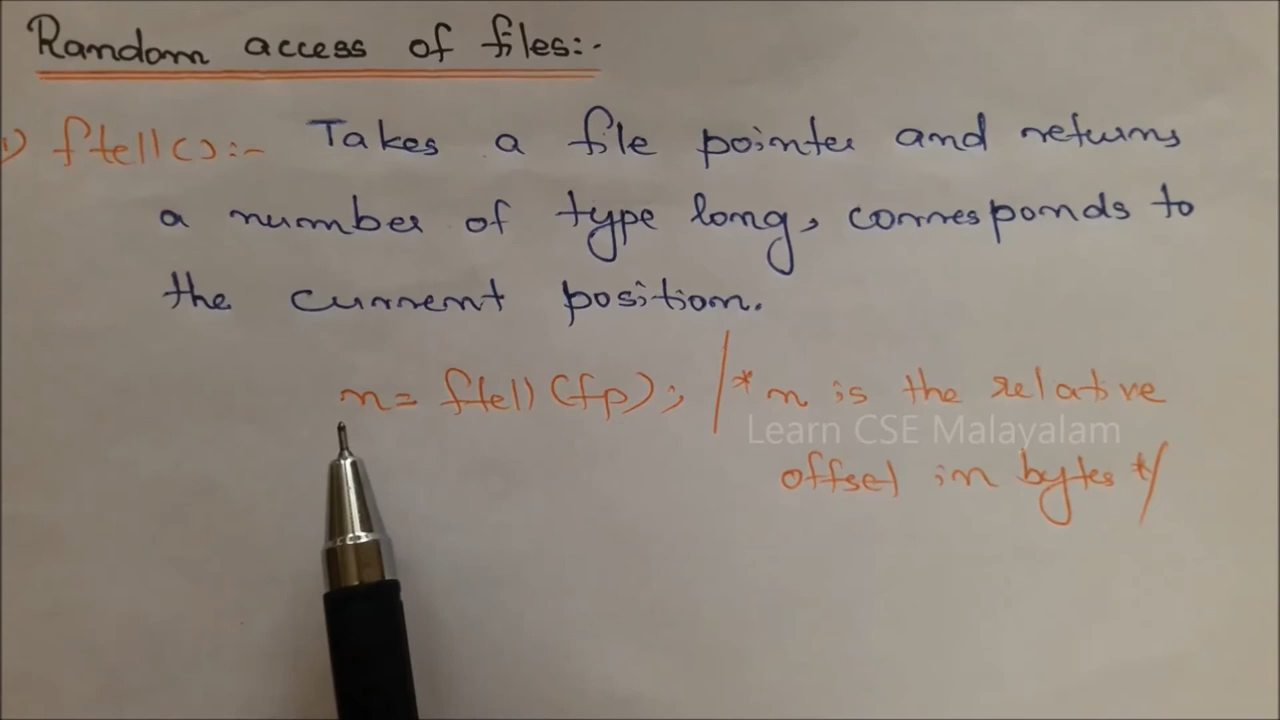 Random access of files:-
1) ftell():- Takes a file pointer and returns
a number of type long, corresponds to
the current position.
n = ftell(fp); /* n is the relative
Learn CSE Malayalam
offset in bytes */